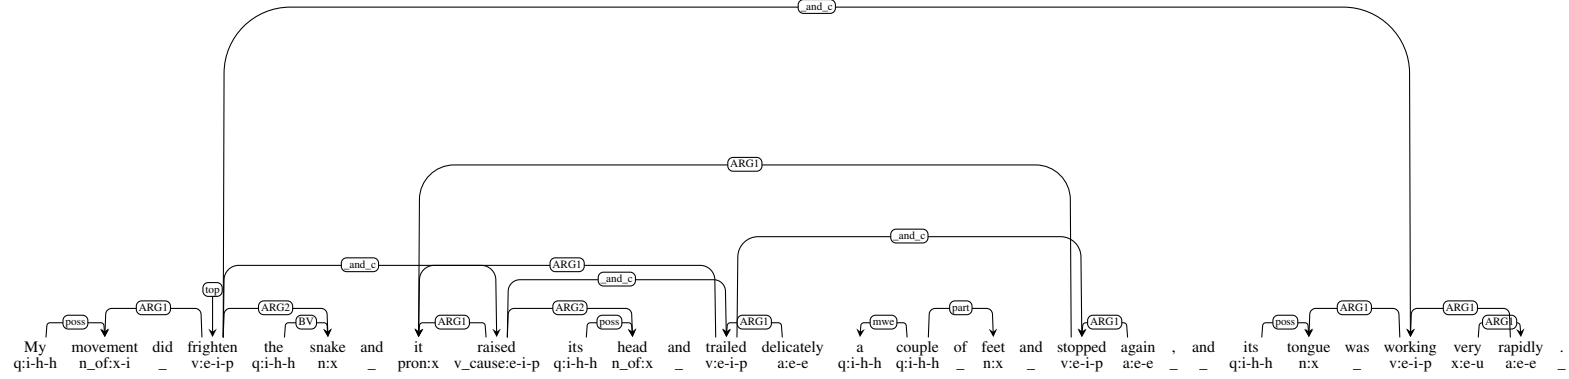 _and_c
ARG1
_and_c
_and_c ARG1
_and_c
top
ARG1 ARG2 ARG2 part ARG1 ARG1
poss BV ARG1 poss ARG1 mwe ARG1 poss ARG1
My movement did frighten the snake and it raised its head and trailed delicately a couple of feet and stopped again , and its tongue was working very rapidly .
q:i-h-h n_of:x-i _ v:e-i-p q:i-h-h n:x _ pron:x v_cause:e-i-p q:i-h-h n_of:x _ v:e-i-p a:e-e q:i-h-h q:i-h-h _ n:x _ v:e-i-p a:e-e _ _ q:i-h-h n:x _ v:e-i-p x:e-u a:e-e _